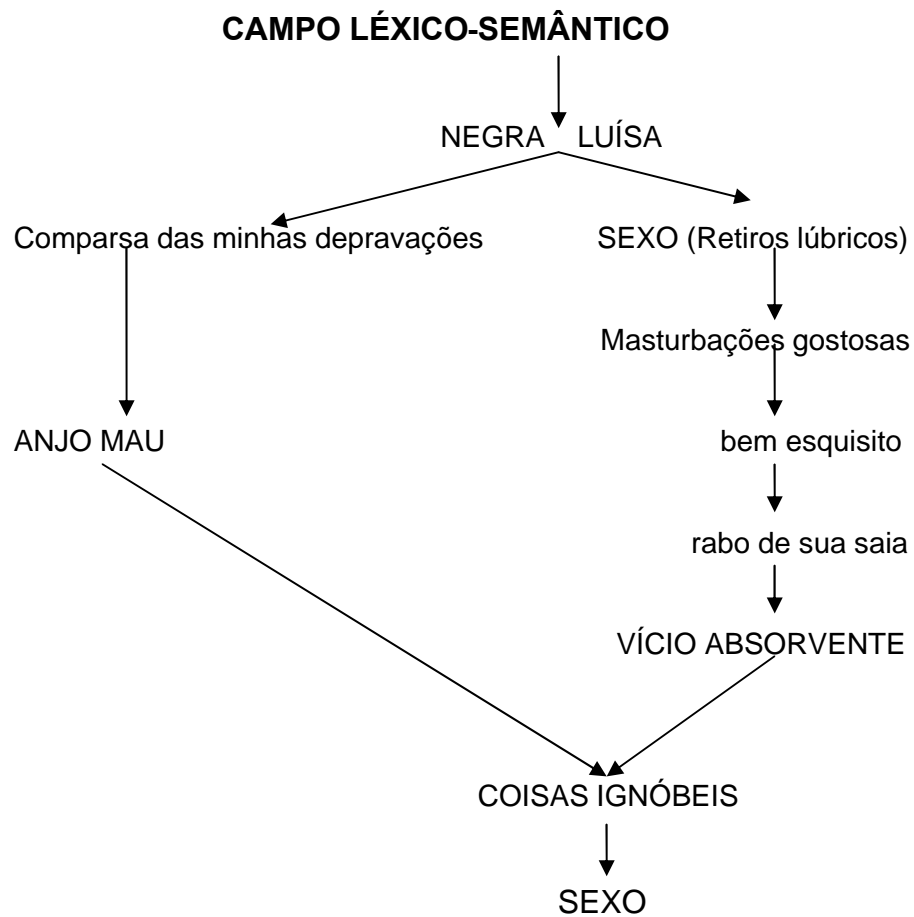 CAMPO LÉXICO-SEMÂNTICO
NEGRA LUÍSA
Comparsa das minhas depravações
SEXO (Retiros lúbricos)
Masturbações gostosas
ANJO MAU
bem esquisito
rabo de sua saia
VÍCIO ABSORVENTE
COISAS IGNÓBEIS
SEXO